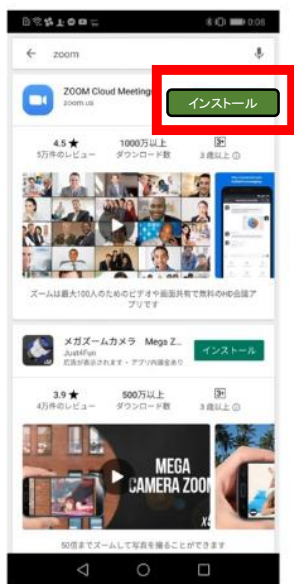 0:08
zoom
ZOOM Cloud Meetings
zoom.us
インストール
4.5 ★ 1000万以上 3+
5万件のレビュー ダウンロード数 3 歳以上
ズームは最大100人のためのビデオや画面共有で無料のHD会議ア
プリです
メガズームカメラ Mega Z...
Just4Fun
広告が表示されます・アプリ内課金あり
インストール
3.9 ★ 500万以上 3+
4万件のレビュー ダウンロード数 3 歳以上
MEGA
CAMERA ZOOM
50倍までズームして写真を撮ることができます